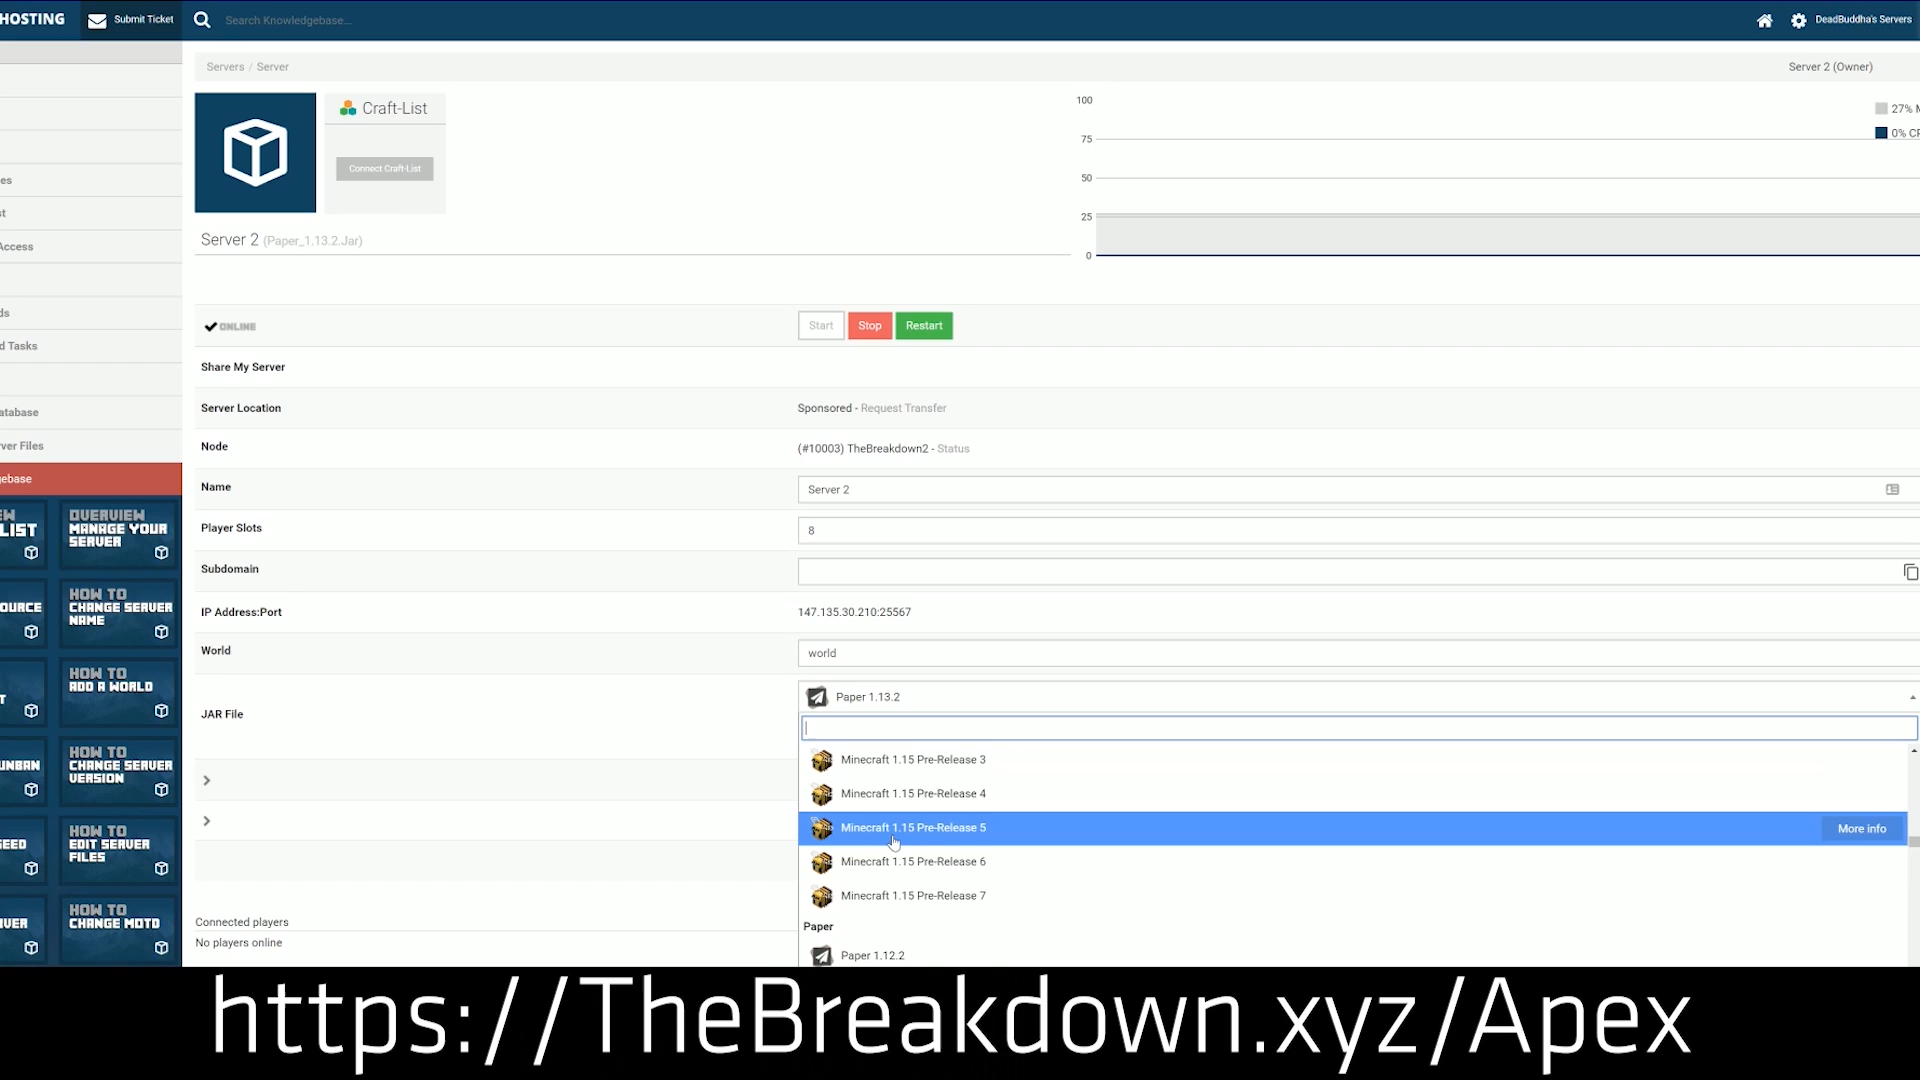 HOSTING
Submit Ticket
Search Knowledgebase...
DeadBuddha's Servers
Servers / Server
Server 2 (Owner)
Craft-List
Connect Craft-List
Server 2 (Paper_1.13.2.Jar)
100
75
50
25
0
27% M
0% CP
es
st
Access
ds
d Tasks
atabase
ver Files
gebase
ONLINE
Start
Stop
Restart
Share My Server
Server Location
Sponsored - Request Transfer
Node
(#10003) TheBreakdown2 - Status
Name
Server 2
Player Slots
8
Subdomain
IP Address:Port
147.135.30.210:25567
World
world
JAR File
Paper 1.13.2
Minecraft 1.15 Pre-Release 3
Minecraft 1.15 Pre-Release 4
Minecraft 1.15 Pre-Release 5
More info
Minecraft 1.15 Pre-Release 6
Minecraft 1.15 Pre-Release 7
Paper
Paper 1.12.2
EW
LIST
OVERVIEW
MANAGE YOUR
SERVER
OURCE
HOW TO
CHANGE SERVER
NAME
T
HOW TO
ADD A WORLD
UNBAN
HOW TO
CHANGE SERVER
VERSION
EED
HOW TO
EDIT SERVER
FILES
VER
HOW TO
CHANGE MOTD
Connected players
No players online
https://TheBreakdown.xyz/Apex